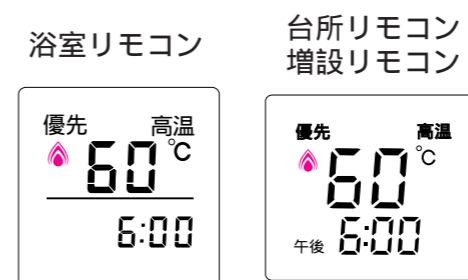 浴室リモコン
優先 高温
60℃
6:00
台所リモコン
増設リモコン
優先 高温
60℃
午後 6:00